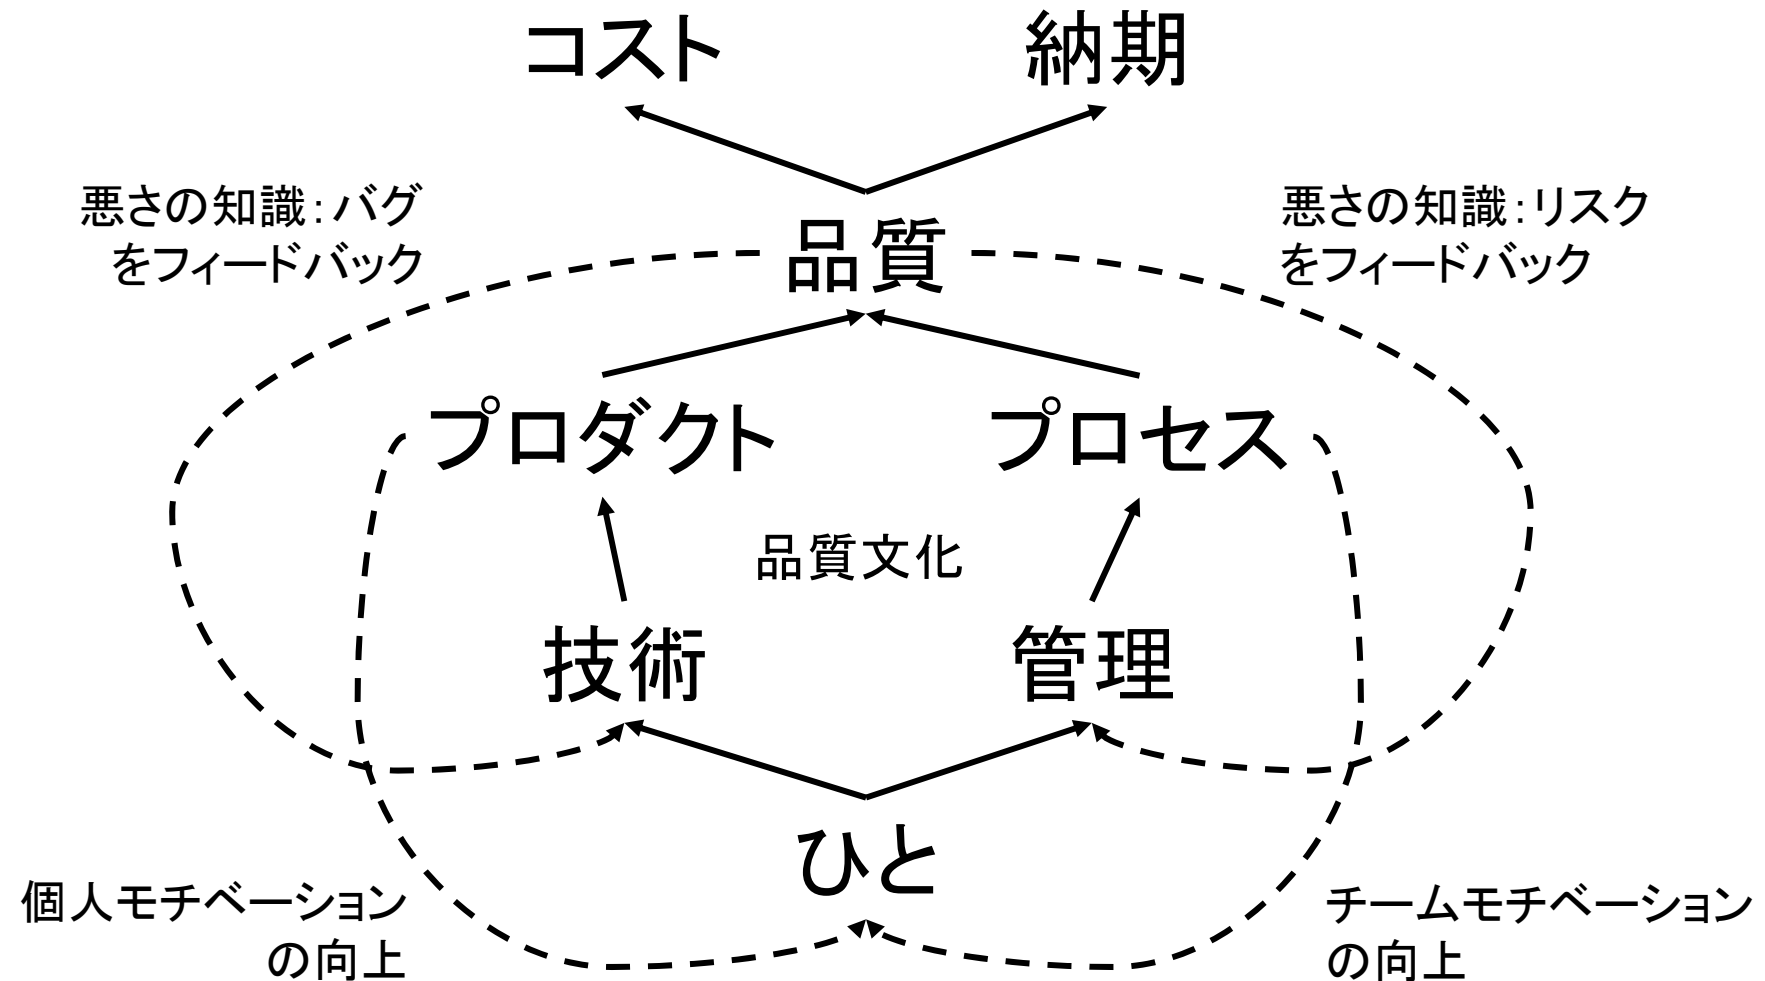 コスト
納期
悪さの知識：バグ
をフィードバック
悪さの知識：リスク
をフィードバック
品質
プロダクト
プロセス
品質文化
技術
管理
ひと
個人モチベーション
の向上
チームモチベーション
の向上